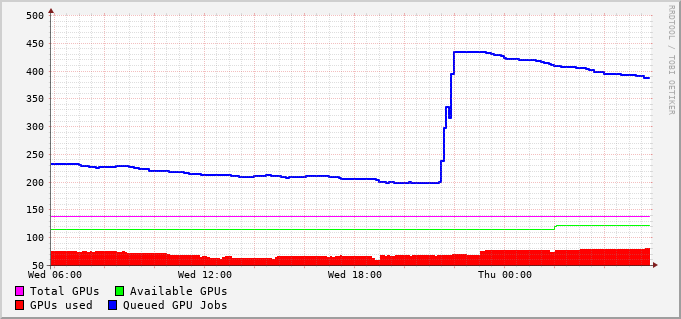 500
450
400
350
300
250
200
150
100
50
Wed 06:00 Wed 12:00 Wed 18:00 Thu 00:00
Total GPUs Available GPUs
GPUs used Queued GPU Jobs
RRDTOOL / TOBI OETIKER